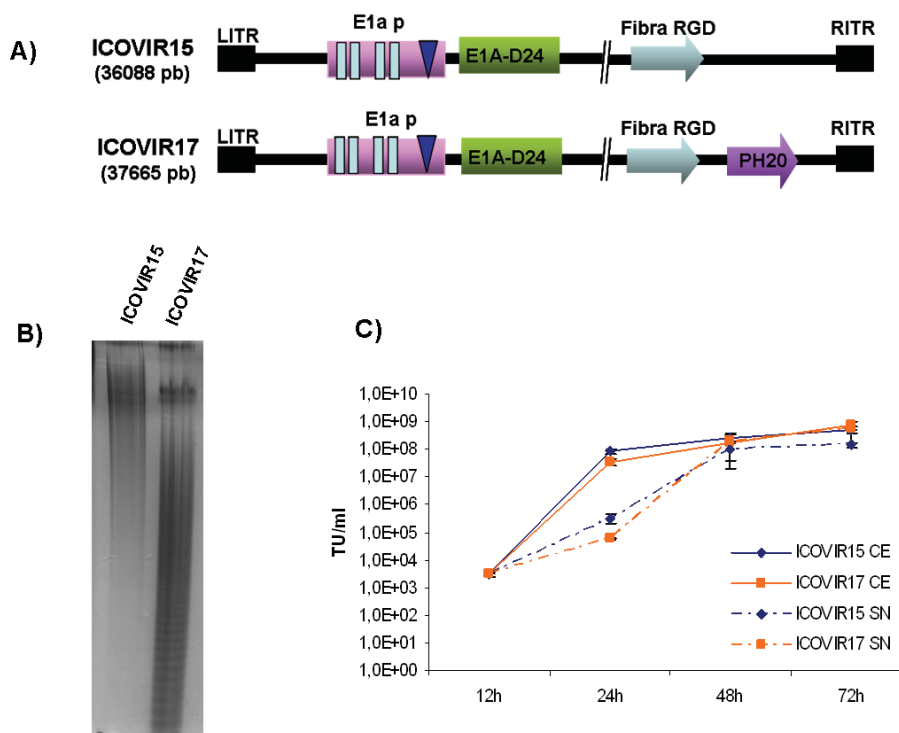 A)
ICOVIR15
(36088 pb)
LITR
E1a p
E1A-D24
Fibra RGD
RITR
ICOVIR17
(37665 pb)
LITR
E1a p
E1A-D24
Fibra RGD
PH20
RITR
B)
ICOVIR15
ICOVIR17
C)
TU/ml
1,0E+10
1,0E+09
1,0E+08
1,0E+07
1,0E+06
1,0E+05
1,0E+04
1,0E+03
1,0E+02
1,0E+01
1,0E+00
12h
24h
48h
72h
ICOVIR15 CE
ICOVIR17 CE
ICOVIR15 SN
ICOVIR17 SN